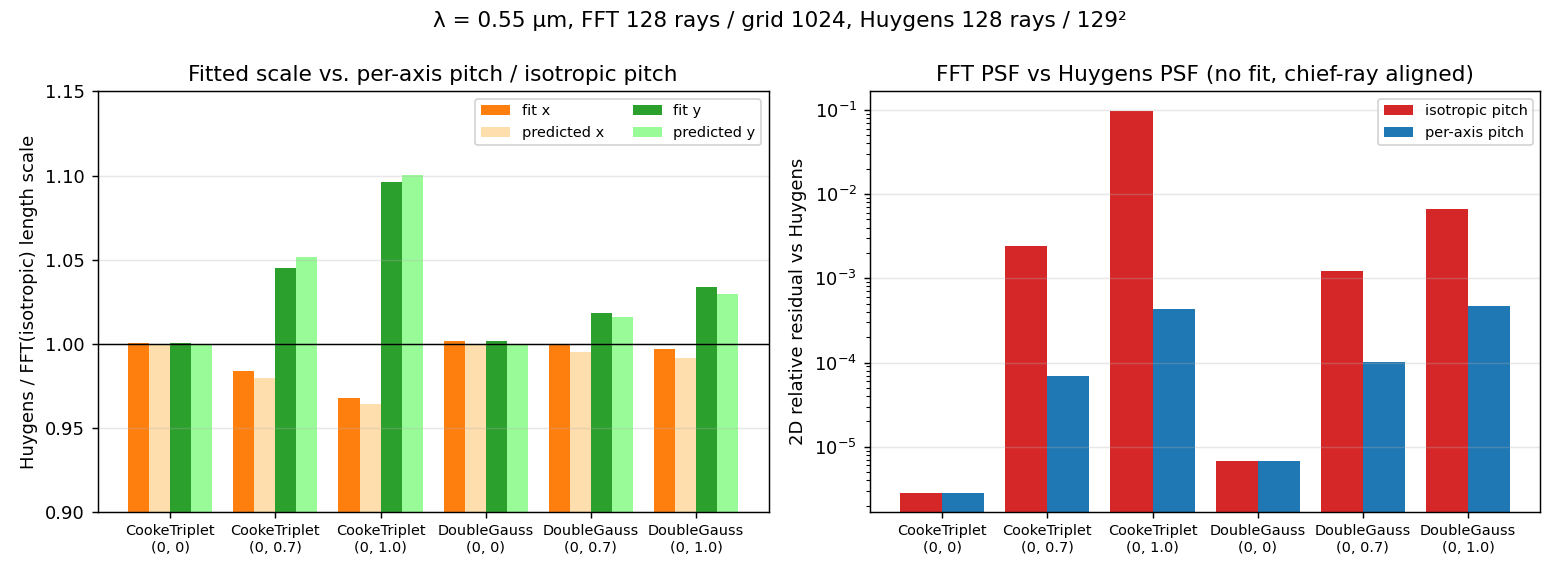 λ = 0.55 μm, FFT 128 rays / grid 1024, Huygens 128 rays / 129²
Fitted scale vs. per-axis pitch / isotropic pitch
Huygens / FFT(isotropic) length scale
1.15
1.10
1.05
1.00
0.95
0.90
fit x
predicted x
fit y
predicted y
CookeTriplet
(0, 0)
CookeTriplet
(0, 0.7)
CookeTriplet
(0, 1.0)
DoubleGauss
(0, 0)
DoubleGauss
(0, 0.7)
DoubleGauss
(0, 1.0)
FFT PSF vs Huygens PSF (no fit, chief-ray aligned)
2D relative residual vs Huygens
10⁻¹
10⁻²
10⁻³
10⁻⁴
10⁻⁵
isotropic pitch
per-axis pitch
CookeTriplet
(0, 0)
CookeTriplet
(0, 0.7)
CookeTriplet
(0, 1.0)
DoubleGauss
(0, 0)
DoubleGauss
(0, 0.7)
DoubleGauss
(0, 1.0)